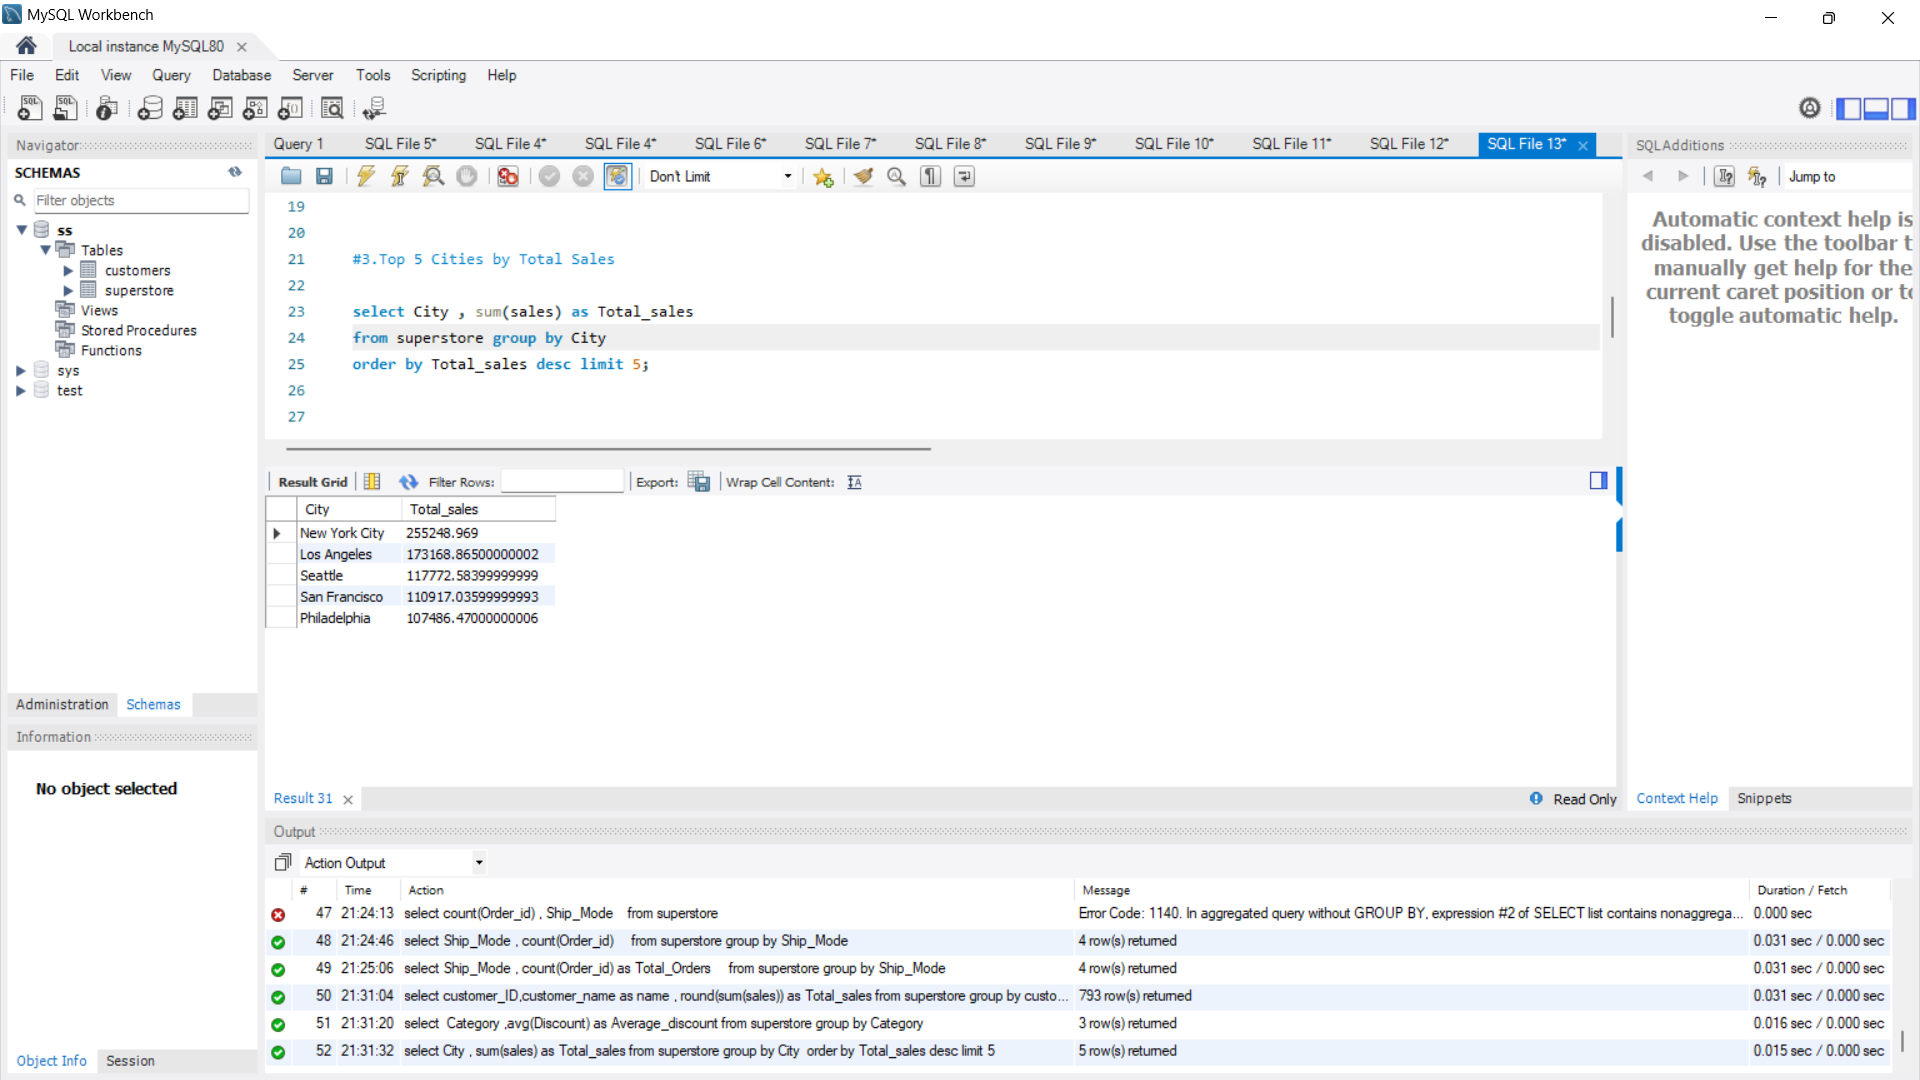 MySQL Workbench
Local instance MySQL80
File Edit View Query Database Server Tools Scripting Help
Navigator
SCHEMAS
Filter objects
ss
Tables
customers
superstore
Views
Stored Procedures
Functions
sys
test
Administration Schemas
Information
No object selected
Object Info Session
Query 1 SQL File 5* SQL File 4* SQL File 4* SQL File 6* SQL File 7* SQL File 8* SQL File 9* SQL File 10* SQL File 11* SQL File 12* SQL File 13*
Don't Limit
19
20
21 #3.Top 5 Cities by Total Sales
22
23 select City , sum(sales) as Total_sales
24 from superstore group by City
25 order by Total_sales desc limit 5;
26
27
Result Grid Filter Rows: Export: Wrap Cell Content:
City Total_sales
New York City 255248.969
Los Angeles 173168.86500000002
Seattle 117772.58399999999
San Francisco 110917.03599999993
Philadelphia 107486.47000000006
Result 31 Read Only
SQLAdditions
Jump to
Automatic context help is
disabled. Use the toolbar t
manually get help for the
current caret position or to
toggle automatic help.
Context Help Snippets
Output
Action Output
# Time Action Message Duration / Fetch
47 21:24:13 select count(Order_id) , Ship_Mode from superstore Error Code: 1140. In aggregated query without GROUP BY, expression #2 of SELECT list contains nonaggrega... 0.000 sec
48 21:24:46 select Ship_Mode , count(Order_id) from superstore group by Ship_Mode 4 row(s) returned 0.031 sec / 0.000 sec
49 21:25:06 select Ship_Mode , count(Order_id) as Total_Orders from superstore group by Ship_Mode 4 row(s) returned 0.031 sec / 0.000 sec
50 21:31:04 select customer_ID,customer_name as name , round(sum(sales)) as Total_sales from superstore group by custo... 793 row(s) returned 0.031 sec / 0.000 sec
51 21:31:20 select Category ,avg(Discount) as Average_discount from superstore group by Category 3 row(s) returned 0.016 sec / 0.000 sec
52 21:31:32 select City , sum(sales) as Total_sales from superstore group by City order by Total_sales desc limit 5 5 row(s) returned 0.015 sec / 0.000 sec